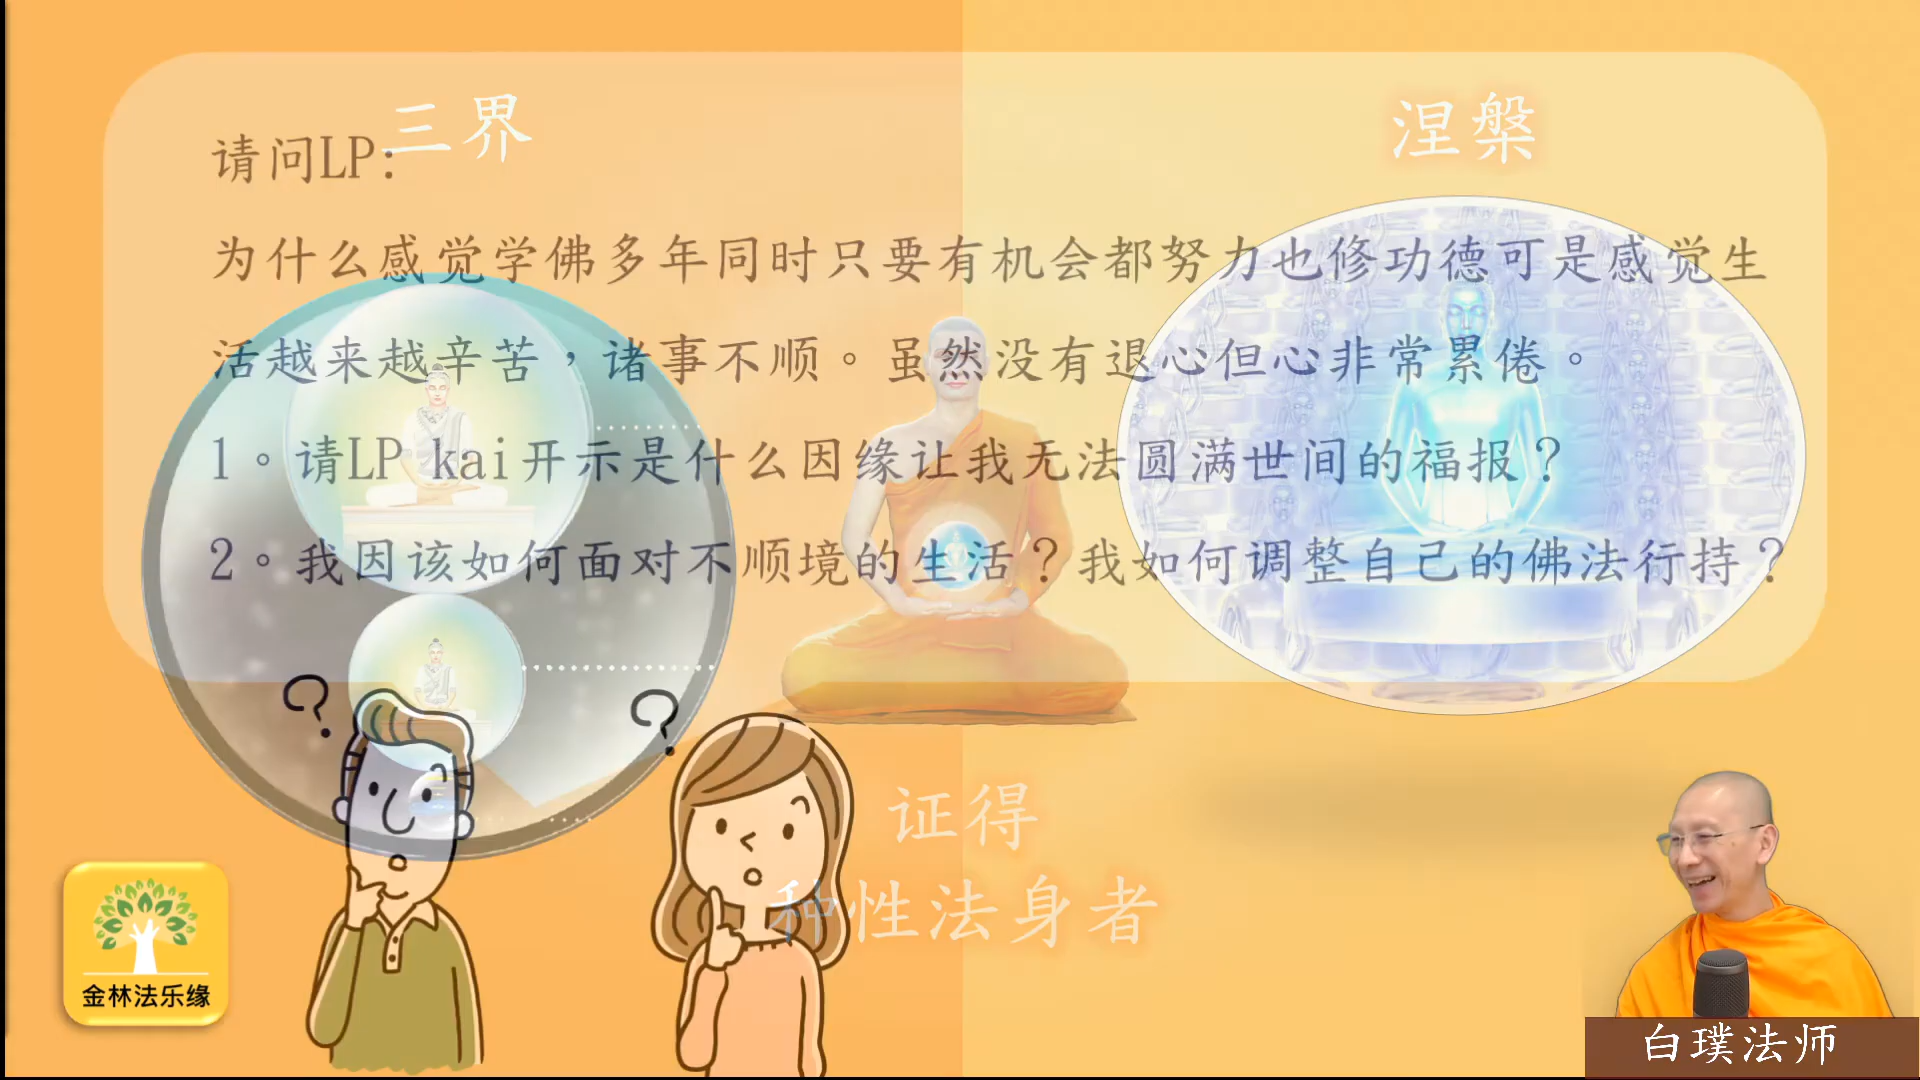 三界
涅槃
请问LP:
为什么感觉学佛多年同时只要有机会都努力也修功德可是感觉生
活越来越辛苦，诸事不顺。虽然没有退心但心非常累倦。
1。请LP kai开示是什么因缘让我无法圆满世间的福报？
2。我因该如何面对不顺境的生活？我如何调整自己的佛法行持？
证得
种性法身者
金林法乐缘
白璞法师